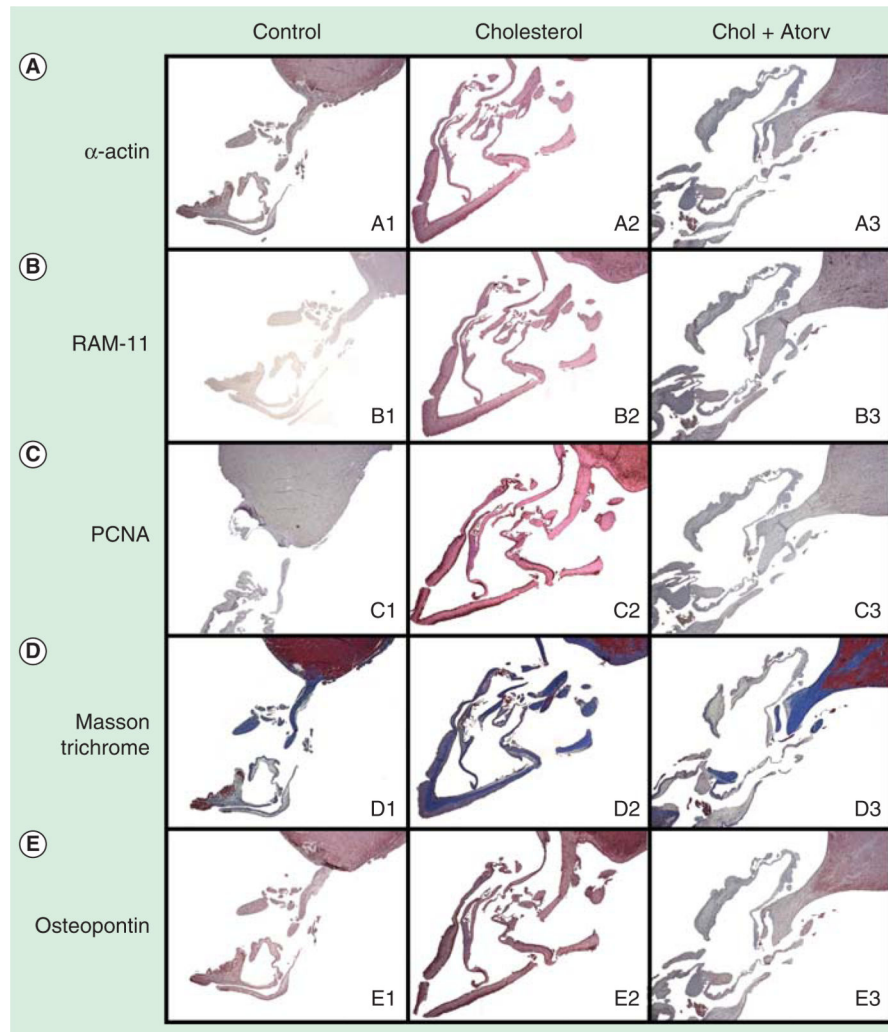 Control Cholesterol Chol + Atorv
A
α-actin
A1 A2 A3
B
RAM-11
B1 B2 B3
C
PCNA
C1 C2 C3
D
Masson
trichrome
D1 D2 D3
E
Osteopontin
E1 E2 E3